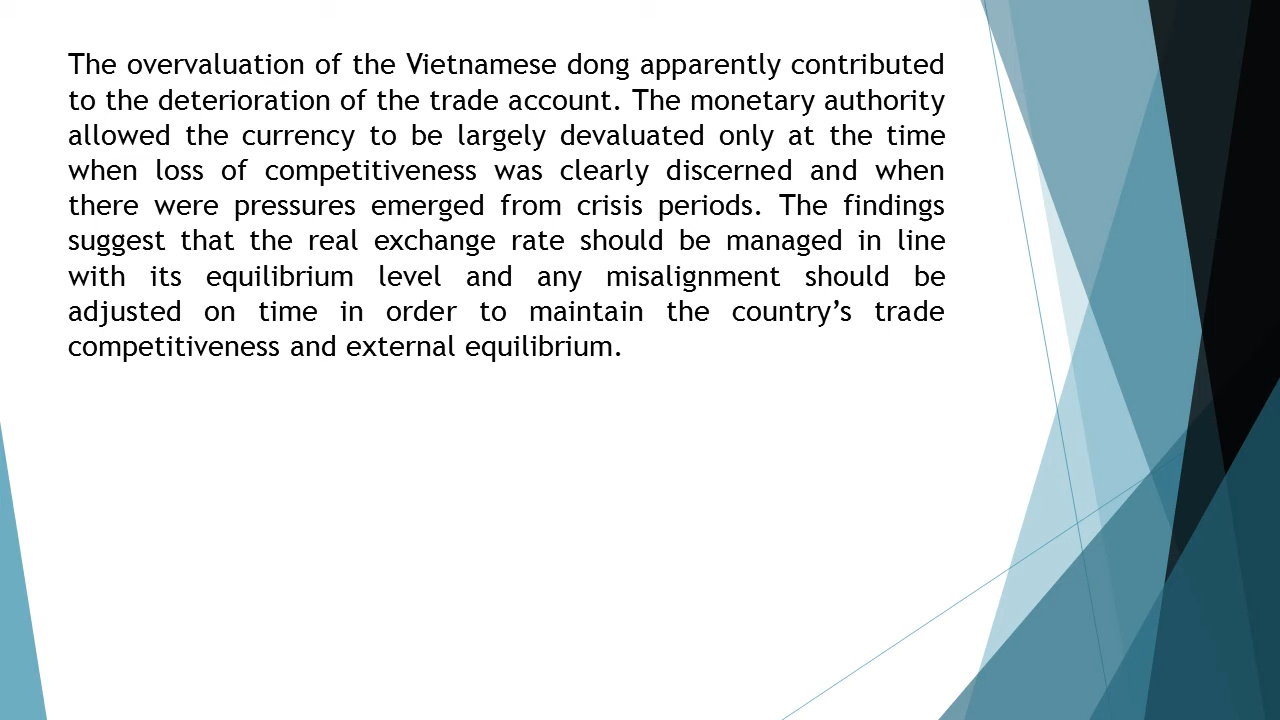 The overvaluation of the Vietnamese dong apparently contributed
to the deterioration of the trade account. The monetary authority
allowed the currency to be largely devaluated only at the time
when loss of competitiveness was clearly discerned and when
there were pressures emerged from crisis periods. The findings
suggest that the real exchange rate should be managed in line
with its equilibrium level and any misalignment should be
adjusted on time in order to maintain the country’s trade
competitiveness and external equilibrium.